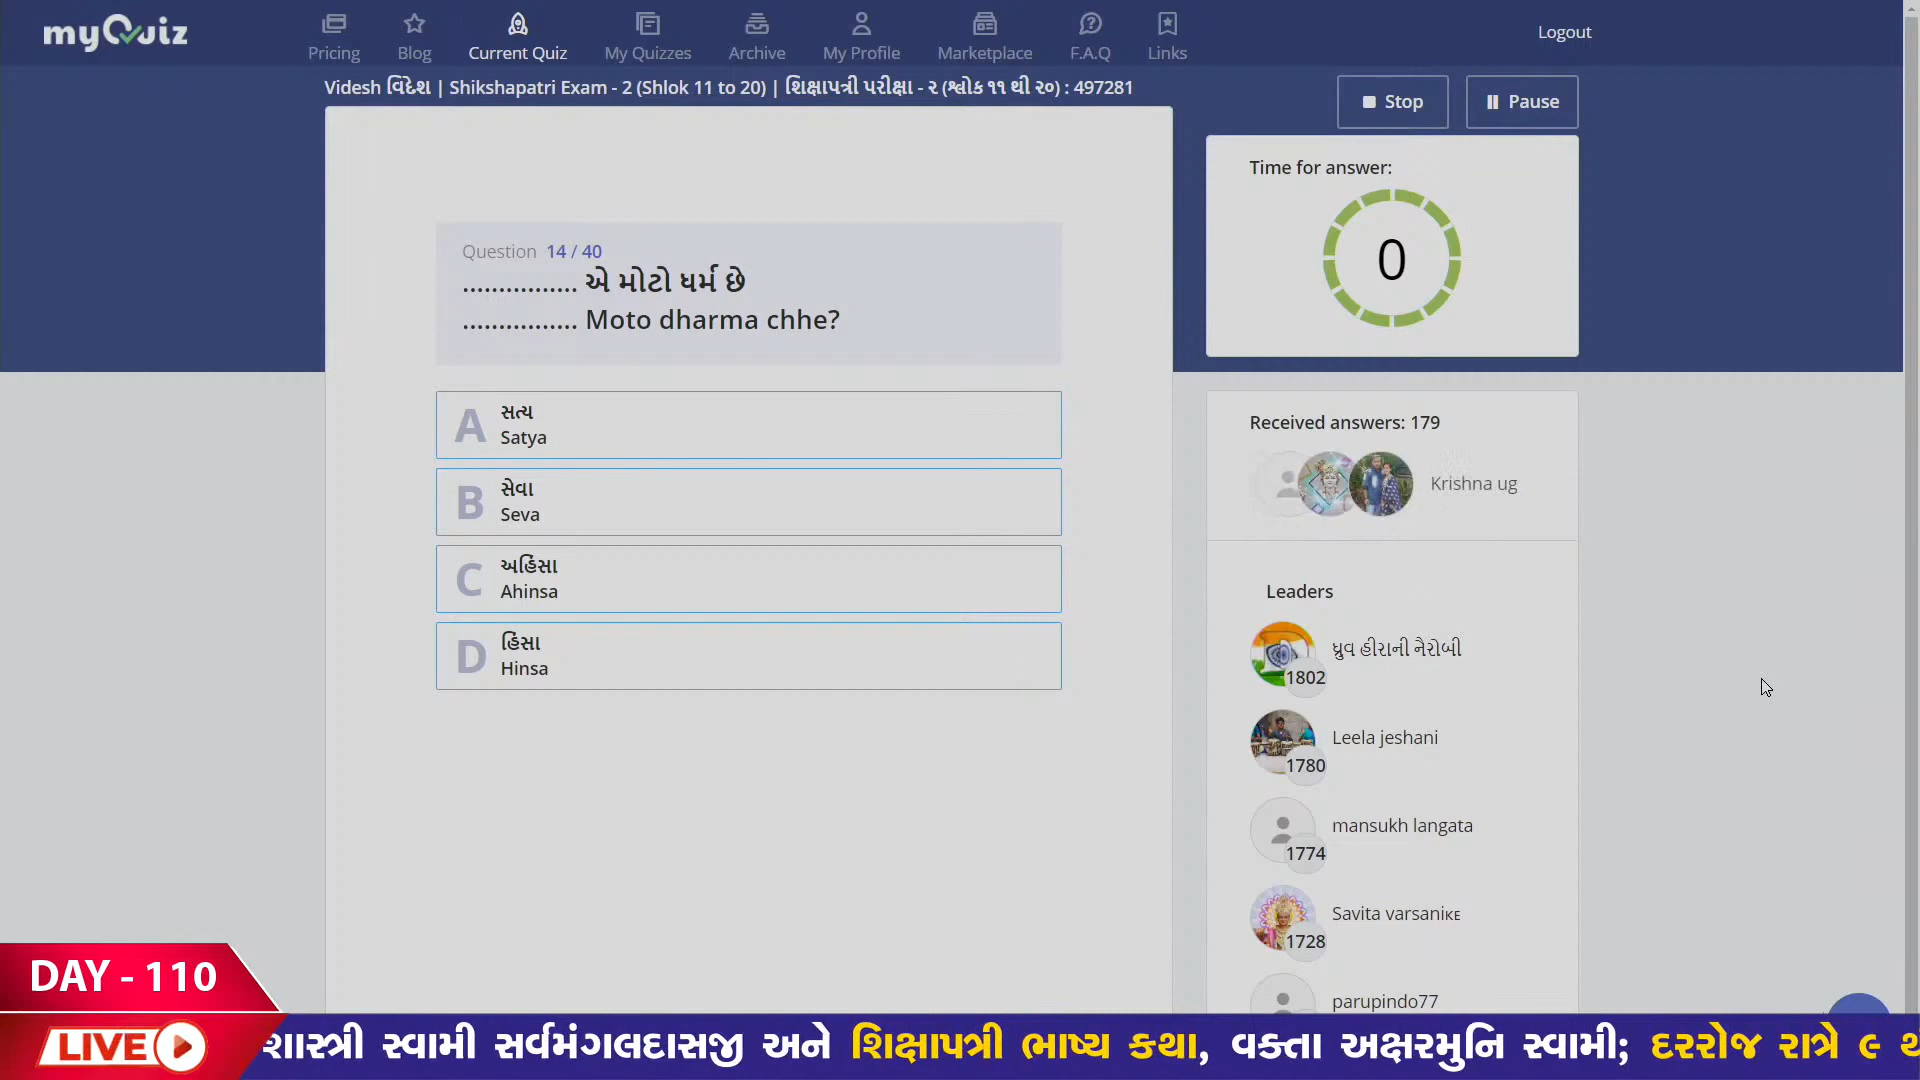 myQuiz
Pricing
Blog
Current Quiz
My Quizzes
Archive
My Profile
Marketplace
F.A.Q
Links
Logout
Videsh વિદેશ | Shikshapatri Exam - 2 (Shlok 11 to 20) | શિક્ષાપત્રી પરીક્ષા - ૨ (શ્લોક ૧૧ થી ૨૦) : 497281
Stop
Pause
Question 14 / 40
................ એ મોટો ધર્મ છે
................ Moto dharma chhe?
A
સત્ય
Satya
B
સેવા
Seva
C
અહિંસા
Ahinsa
D
હિંસા
Hinsa
Time for answer:
0
Received answers: 179
Krishna ug
Leaders
ધ્રુવ હીરાની નૈરોબી
1802
Leela jeshani
1780
mansukh langata
1774
Savita varsaniᴋᴇ
1728
parupindo77
DAY - 110
LIVE
શાસ્ત્રી સ્વામી સર્વમંગલદાસજી અને શિક્ષાપત્રી ભાષ્ય કથા, વક્તા અક્ષરમુનિ સ્વામી; દરરોજ રાત્રે ૯